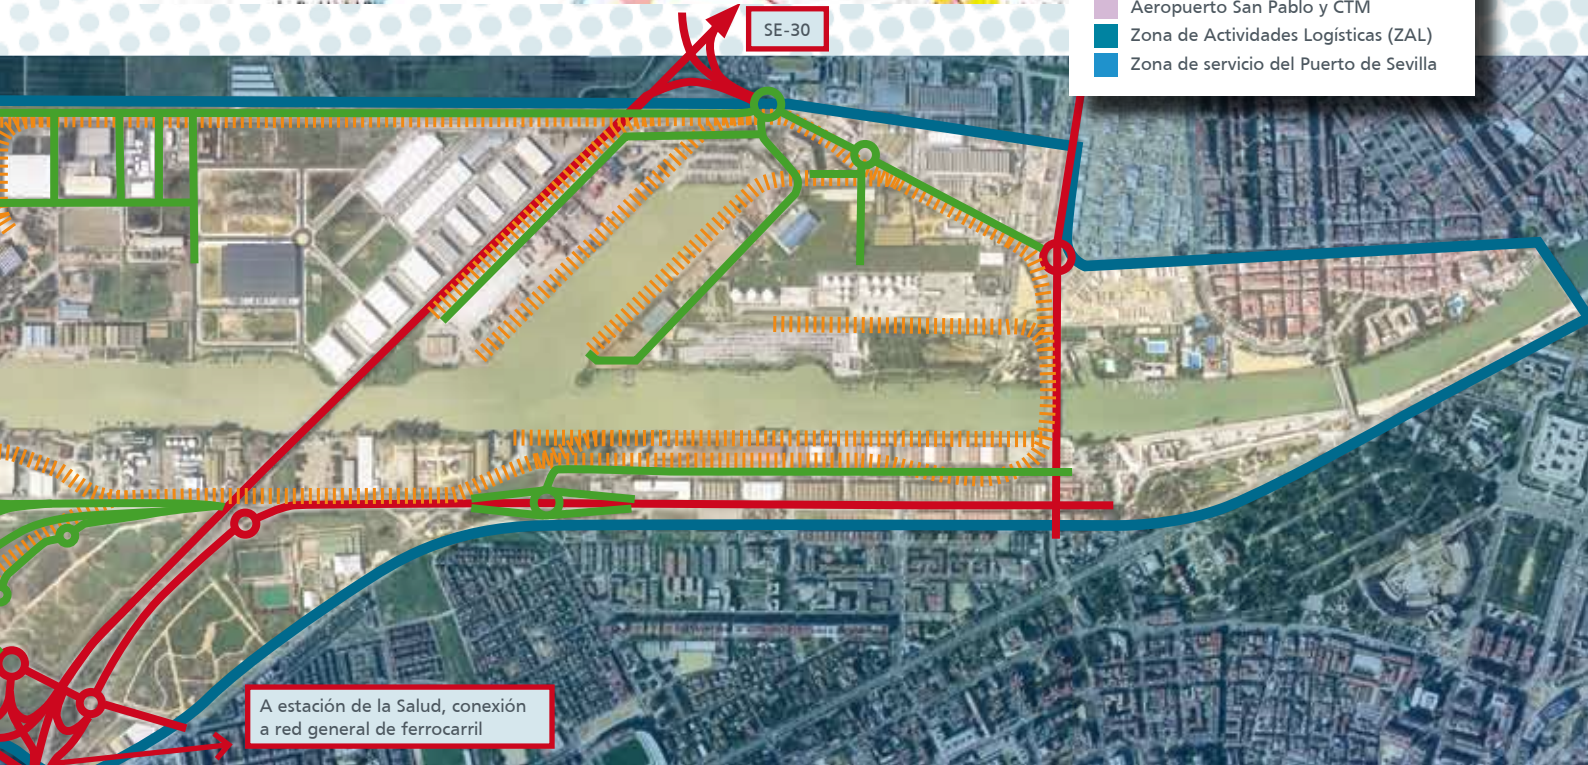 Aeropuerto San Pablo y CTM
SE-30
Zona de Actividades Logísticas (ZAL)
Zona de servicio del Puerto de Sevilla
A estación de la Salud, conexión
a red general de ferrocarril